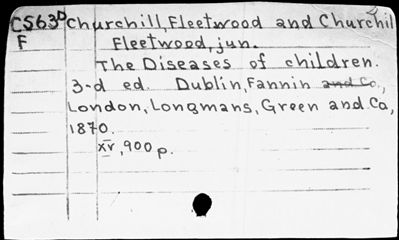 C563D Churchill, Fleetwood and Churchill
F Fleetwood, jun.
The Diseases of children.
3-d ed. Dublin, Fannin and Co.,
London, Longmans, Green and Co,
1870.
xv, 900 p.